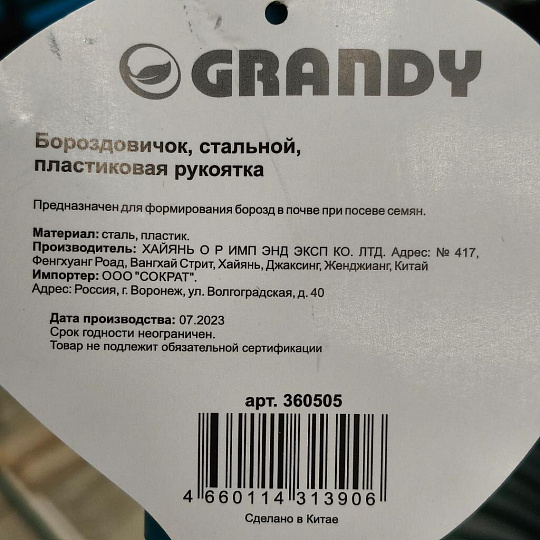 GRANDY
Бороздовичок, стальной,
пластиковая рукоятка
Предназначен для формирования борозд в почве при посеве семян.
Материал: сталь, пластик.
Производитель: ХАЙЯНЬ О Р ИМП ЭНД ЭКСП КО. ЛТД. Адрес: № 417,
Фенгхуанг Роад, Вангхай Стрит, Хайянь, Джаксинг, Женджианг, Китай
Импортер: ООО "СОКРАТ".
Адрес: Россия, г. Воронеж, ул. Волгоградская, д. 40
Дата производства: 07.2023
Срок годности неограничен.
Товар не подлежит обязательной сертификации
арт. 360505
4 660114 313906
Сделано в Китае